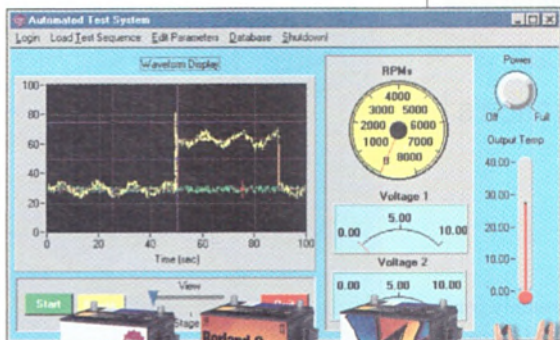 Automated Test System
Login Load Test Sequence Edit Parameters Database Shutdown!
Waveform Display
100-
80-
60-
40-
20-
0-
0 20 40 60 80 100
Time (sec)
RPMs
4000
3000 5000
2000 6000
1000 7000
0 8000
Voltage 1
5.00
0.00 10.00
Voltage 2
5.00
0.00 10.00
Power
Off Full
Output Temp
40.00-
30.00-
20.00-
10.00-
0.00-
View
Start
Stage
Borland C